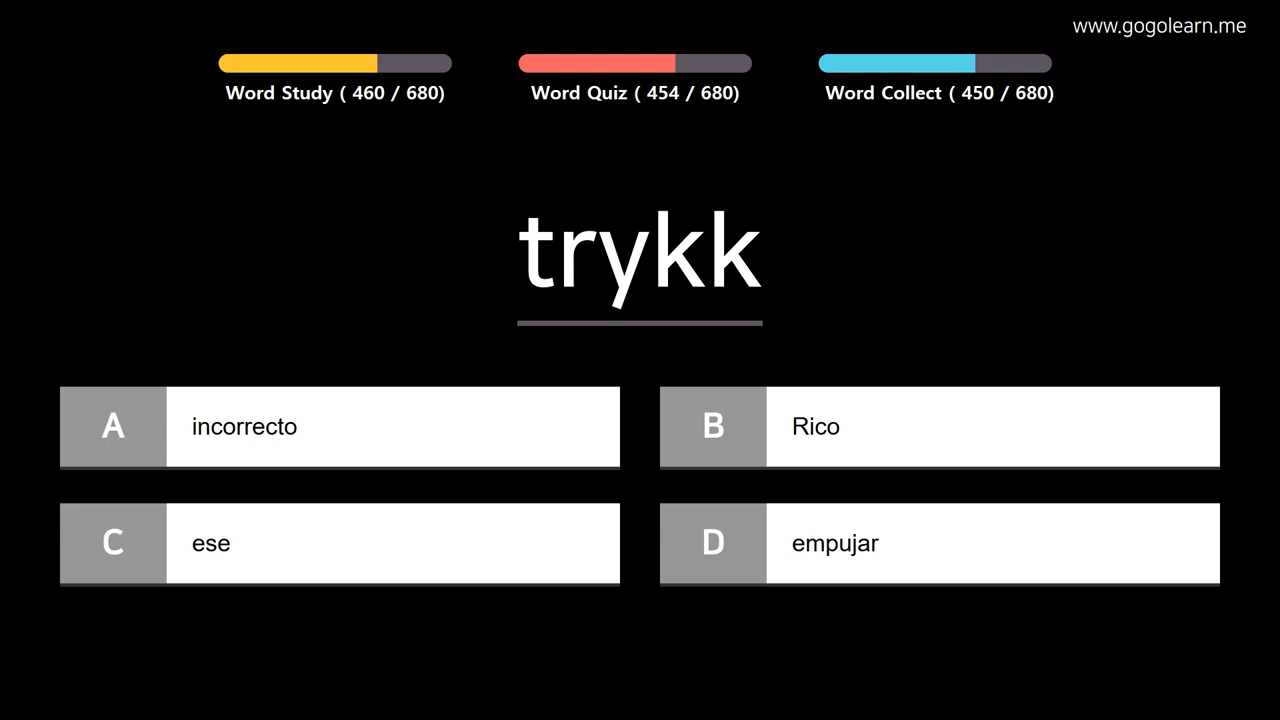 www.gogolearn.me
Word Study ( 460 / 680)
Word Quiz ( 454 / 680)
Word Collect ( 450 / 680)
trykk
A incorrecto
B Rico
C ese
D empujar